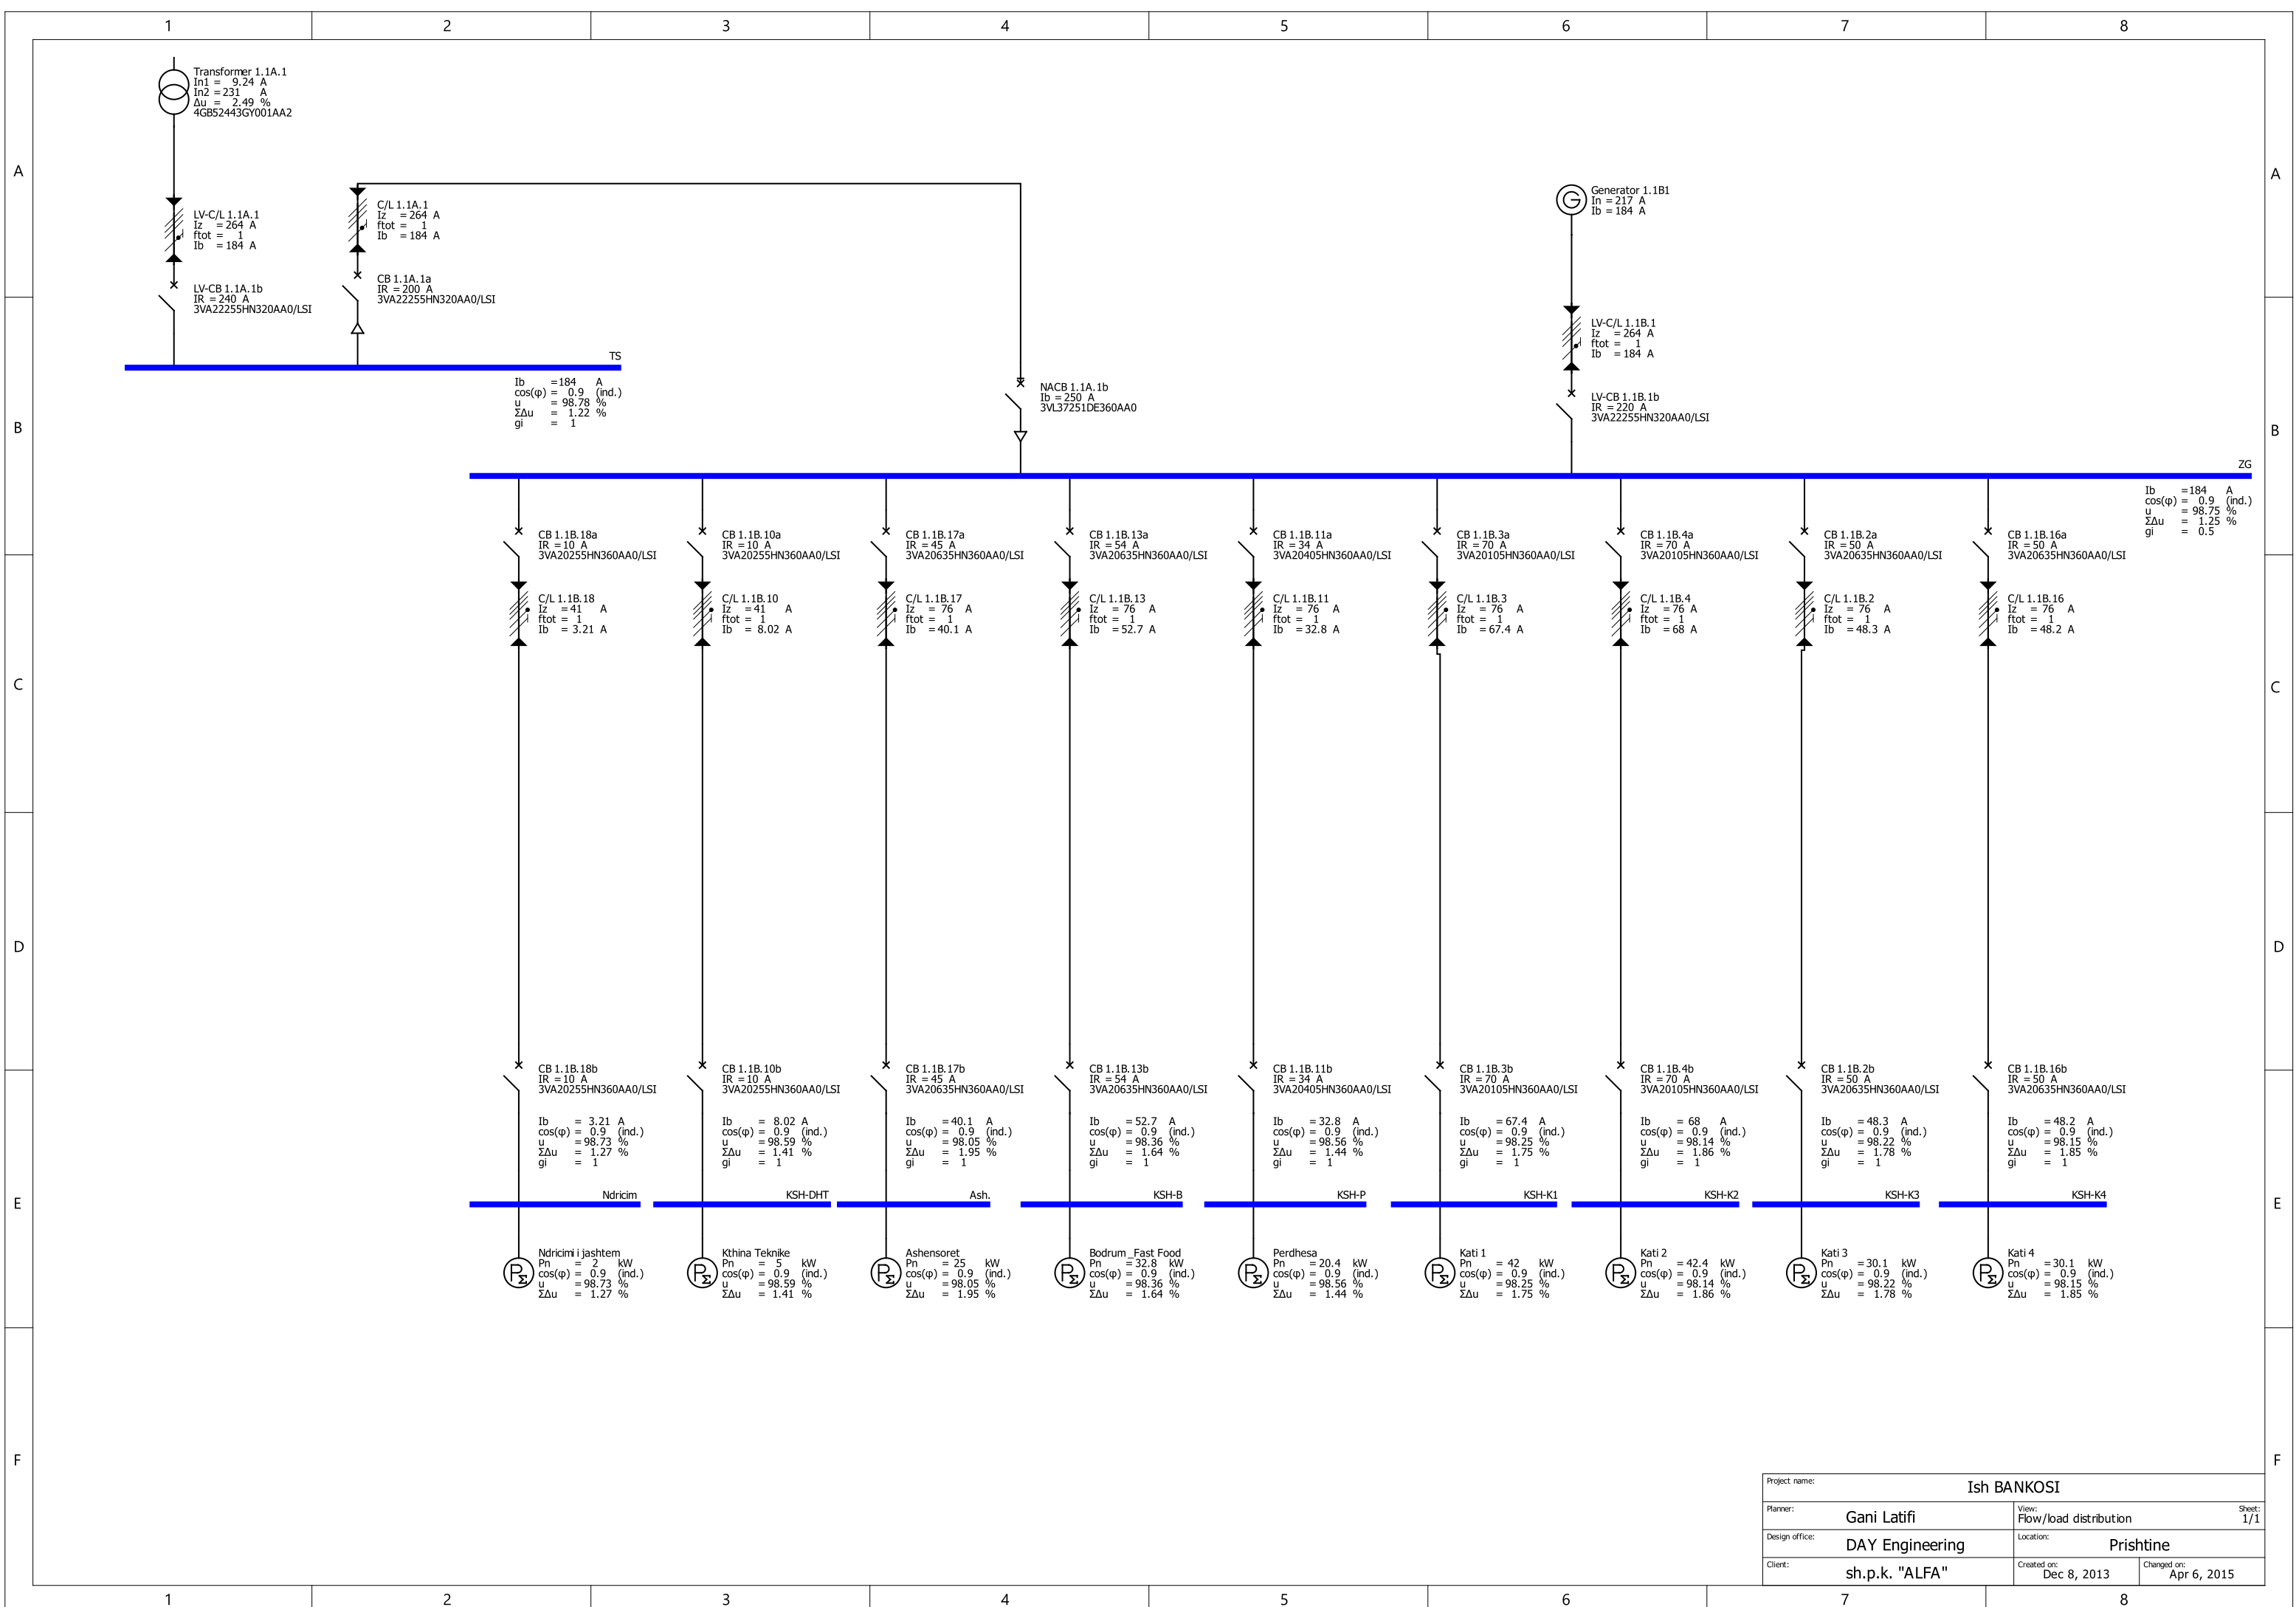 1 2 3 4 5 6 7 8
A A
B B
C C
D D
E E
F F
Transformer 1.1A.1
In1 = 9.24 A
In2 = 231 A
Δu = 2.49 %
4GB52443GY001AA2
LV-C/L 1.1A.1
Iz = 264 A
ftot = 1
Ib = 184 A
LV-CB 1.1A.1b
IR = 240 A
3VA22255HN320AA0/LSI
C/L 1.1A.1
Iz = 264 A
ftot = 1
Ib = 184 A
CB 1.1A.1a
IR = 200 A
3VA22255HN320AA0/LSI
TS
Ib = 184 A
cos(φ) = 0.9 (ind.)
u = 98.78 %
ΣΔu = 1.22 %
gi = 1
NACB 1.1A.1b
Ib = 250 A
3VL37251DE360AA0
G
Generator 1.1B1
In = 217 A
Ib = 184 A
LV-C/L 1.1B.1
Iz = 264 A
ftot = 1
Ib = 184 A
LV-CB 1.1B.1b
IR = 220 A
3VA22255HN320AA0/LSI
ZG
Ib = 184 A
cos(φ) = 0.9 (ind.)
u = 98.75 %
ΣΔu = 1.25 %
gi = 0.5
CB 1.1B.18a
IR = 10 A
3VA20255HN360AA0/LSI
C/L 1.1B.18
Iz = 41 A
ftot = 1
Ib = 3.21 A
CB 1.1B.18b
IR = 10 A
3VA20255HN360AA0/LSI
Ib = 3.21 A
cos(φ) = 0.9 (ind.)
u = 98.73 %
ΣΔu = 1.27 %
gi = 1
Ndricim
PΣ
Ndricimi i jashtem
Pn = 2 kW
cos(φ) = 0.9 (ind.)
u = 98.73 %
ΣΔu = 1.27 %
CB 1.1B.10a
IR = 10 A
3VA20255HN360AA0/LSI
C/L 1.1B.10
Iz = 41 A
ftot = 1
Ib = 8.02 A
CB 1.1B.10b
IR = 10 A
3VA20255HN360AA0/LSI
Ib = 8.02 A
cos(φ) = 0.9 (ind.)
u = 98.59 %
ΣΔu = 1.41 %
gi = 1
KSH-DHT
PΣ
Kthina Teknike
Pn = 5 kW
cos(φ) = 0.9 (ind.)
u = 98.59 %
ΣΔu = 1.41 %
CB 1.1B.17a
IR = 45 A
3VA20635HN360AA0/LSI
C/L 1.1B.17
Iz = 76 A
ftot = 1
Ib = 40.1 A
CB 1.1B.17b
IR = 45 A
3VA20635HN360AA0/LSI
Ib = 40.1 A
cos(φ) = 0.9 (ind.)
u = 98.05 %
ΣΔu = 1.95 %
gi = 1
Ash.
PΣ
Ashensoret
Pn = 25 kW
cos(φ) = 0.9 (ind.)
u = 98.05 %
ΣΔu = 1.95 %
CB 1.1B.13a
IR = 54 A
3VA20635HN360AA0/LSI
C/L 1.1B.13
Iz = 76 A
ftot = 1
Ib = 52.7 A
CB 1.1B.13b
IR = 54 A
3VA20635HN360AA0/LSI
Ib = 52.7 A
cos(φ) = 0.9 (ind.)
u = 98.36 %
ΣΔu = 1.64 %
gi = 1
KSH-B
PΣ
Bodrum_Fast Food
Pn = 32.8 kW
cos(φ) = 0.9 (ind.)
u = 98.36 %
ΣΔu = 1.64 %
CB 1.1B.11a
IR = 34 A
3VA20405HN360AA0/LSI
C/L 1.1B.11
Iz = 76 A
ftot = 1
Ib = 32.8 A
CB 1.1B.11b
IR = 34 A
3VA20405HN360AA0/LSI
Ib = 32.8 A
cos(φ) = 0.9 (ind.)
u = 98.56 %
ΣΔu = 1.44 %
gi = 1
KSH-P
PΣ
Perdhesa
Pn = 20.4 kW
cos(φ) = 0.9 (ind.)
u = 98.56 %
ΣΔu = 1.44 %
CB 1.1B.3a
IR = 70 A
3VA20105HN360AA0/LSI
C/L 1.1B.3
Iz = 76 A
ftot = 1
Ib = 67.4 A
CB 1.1B.3b
IR = 70 A
3VA20105HN360AA0/LSI
Ib = 67.4 A
cos(φ) = 0.9 (ind.)
u = 98.25 %
ΣΔu = 1.75 %
gi = 1
KSH-K1
PΣ
Kati 1
Pn = 42 kW
cos(φ) = 0.9 (ind.)
u = 98.25 %
ΣΔu = 1.75 %
CB 1.1B.4a
IR = 70 A
3VA20105HN360AA0/LSI
C/L 1.1B.4
Iz = 76 A
ftot = 1
Ib = 68 A
CB 1.1B.4b
IR = 70 A
3VA20105HN360AA0/LSI
Ib = 68 A
cos(φ) = 0.9 (ind.)
u = 98.14 %
ΣΔu = 1.86 %
gi = 1
KSH-K2
PΣ
Kati 2
Pn = 42.4 kW
cos(φ) = 0.9 (ind.)
u = 98.14 %
ΣΔu = 1.86 %
CB 1.1B.2a
IR = 50 A
3VA20635HN360AA0/LSI
C/L 1.1B.2
Iz = 76 A
ftot = 1
Ib = 48.3 A
CB 1.1B.2b
IR = 50 A
3VA20635HN360AA0/LSI
Ib = 48.3 A
cos(φ) = 0.9 (ind.)
u = 98.22 %
ΣΔu = 1.78 %
gi = 1
KSH-K3
PΣ
Kati 3
Pn = 30.1 kW
cos(φ) = 0.9 (ind.)
u = 98.22 %
ΣΔu = 1.78 %
CB 1.1B.16a
IR = 50 A
3VA20635HN360AA0/LSI
C/L 1.1B.16
Iz = 76 A
ftot = 1
Ib = 48.2 A
CB 1.1B.16b
IR = 50 A
3VA20635HN360AA0/LSI
Ib = 48.2 A
cos(φ) = 0.9 (ind.)
u = 98.15 %
ΣΔu = 1.85 %
gi = 1
KSH-K4
PΣ
Kati 4
Pn = 30.1 kW
cos(φ) = 0.9 (ind.)
u = 98.15 %
ΣΔu = 1.85 %
Project name: Ish BANKOSI
Planner: Gani Latifi
View: Flow/load distribution
Sheet: 1/1
Design office: DAY Engineering
Location: Prishtine
Client: sh.p.k. "ALFA"
Created on: Dec 8, 2013
Changed on: Apr 6, 2015
1 2 3 4 5 6 7 8